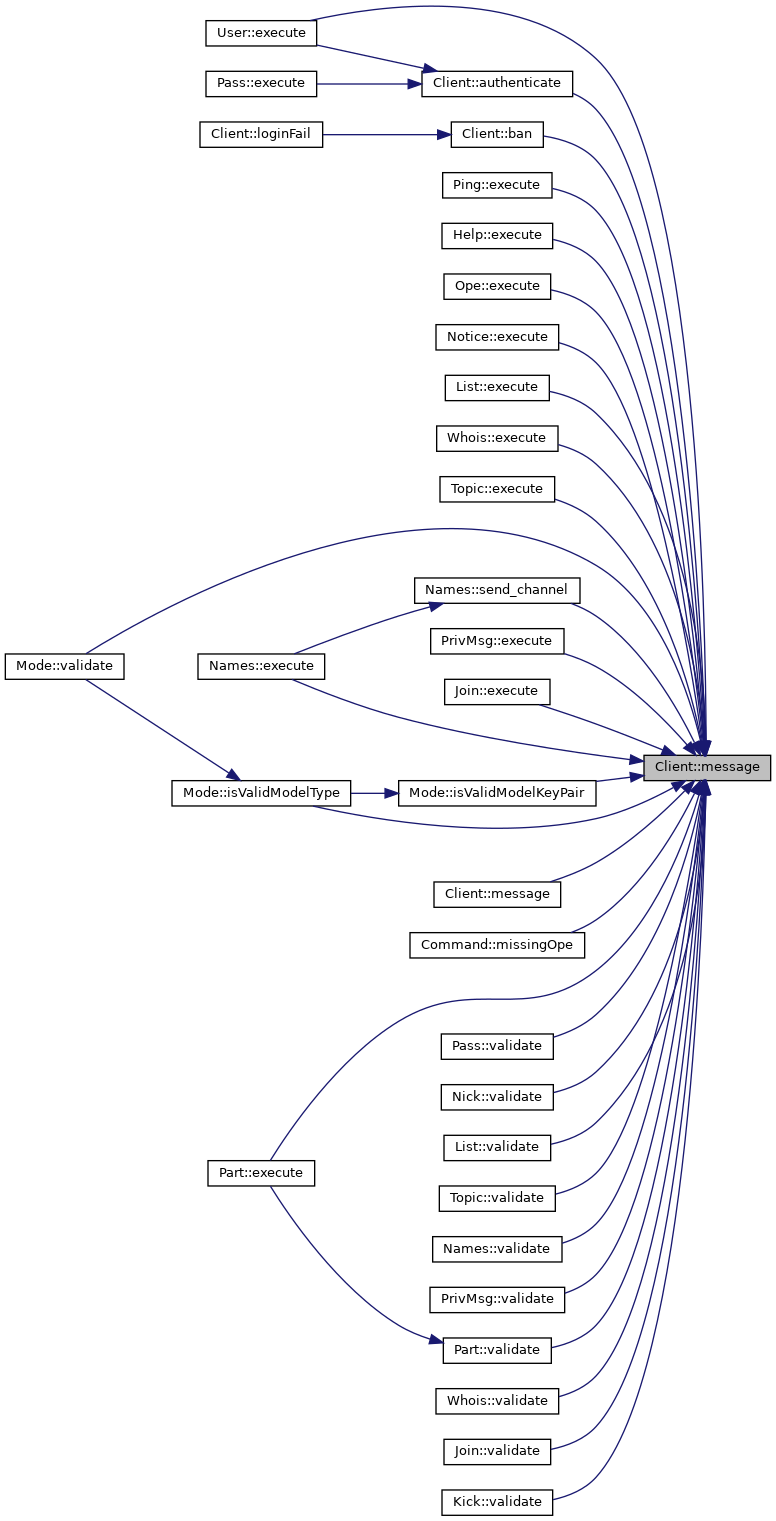 User::execute
Client::authenticate
Pass::execute
Client::loginFail
Client::ban
Ping::execute
Help::execute
Ope::execute
Notice::execute
List::execute
Whois::execute
Topic::execute
Names::send_channel
PrivMsg::execute
Mode::validate
Names::execute
Join::execute
Client::message
Mode::isValidModelType
Mode::isValidModelKeyPair
Client::message
Command::missingOpe
Pass::validate
Nick::validate
List::validate
Part::execute
Topic::validate
Names::validate
PrivMsg::validate
Part::validate
Whois::validate
Join::validate
Kick::validate